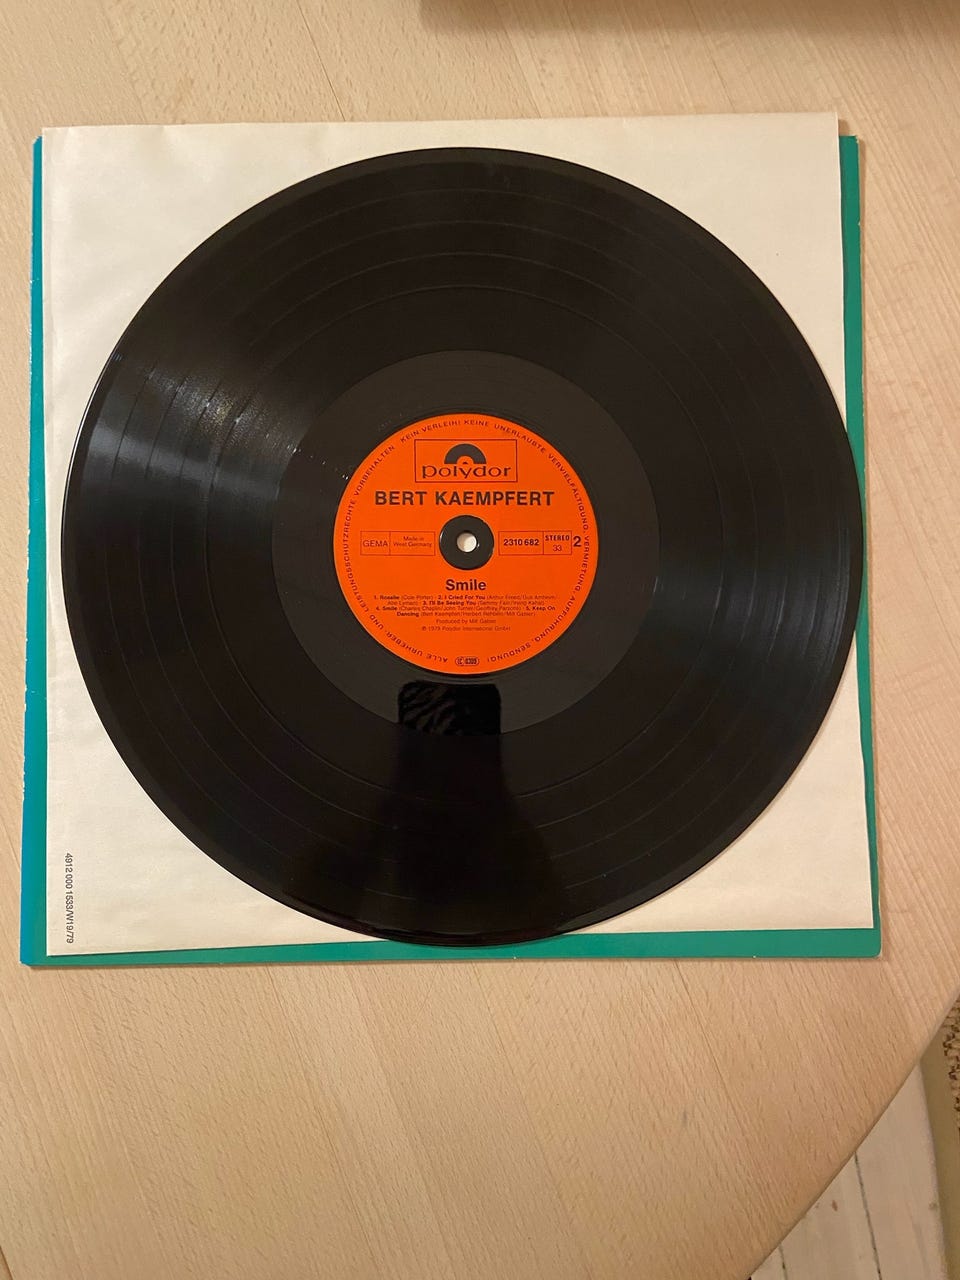 KEIN VERLEIH! KEINE UNERLAUBTE VERVIELFÄLTIGUNG, VERMIETUNG, AUFFÜHRUNG, SENDUNG!
ALLE URHEBER- UND LEISTUNGSSCHUTZRECHTE VORBEHALTEN
polydor
BERT KAEMPFERT
GEMA
Made in
West Germany
2310 682
STEREO
33
2
Smile
1. Rosalie (Cole Porter) · 2. I Cried For You (Arthur Freed/Gus Arnheim/
Abe Lyman) · 3. I'll Be Seeing You (Sammy Fain/Irving Kahal)
4. Smile (Charles Chaplin/John Turner/Geoffrey Parsons) · 5. Keep On
Dancing (Bert Kaempfert/Herbert Rehbein/Milt Gabler)
Produced by Milt Gabler
℗ 1979 Polydor International GmbH
LC 0309
4912 000 1533/W/19/79